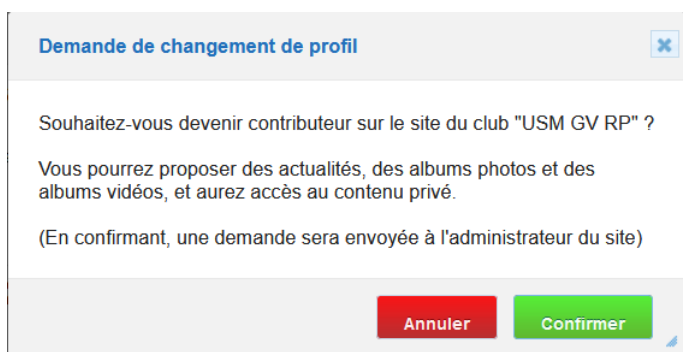 Demande de changement de profil
Souhaitez-vous devenir contributeur sur le site du club "USM GV RP" ?
Vous pourrez proposer des actualités, des albums photos et des
albums vidéos, et aurez accès au contenu privé.
(En confirmant, une demande sera envoyée à l'administrateur du site)
Annuler
Confirmer